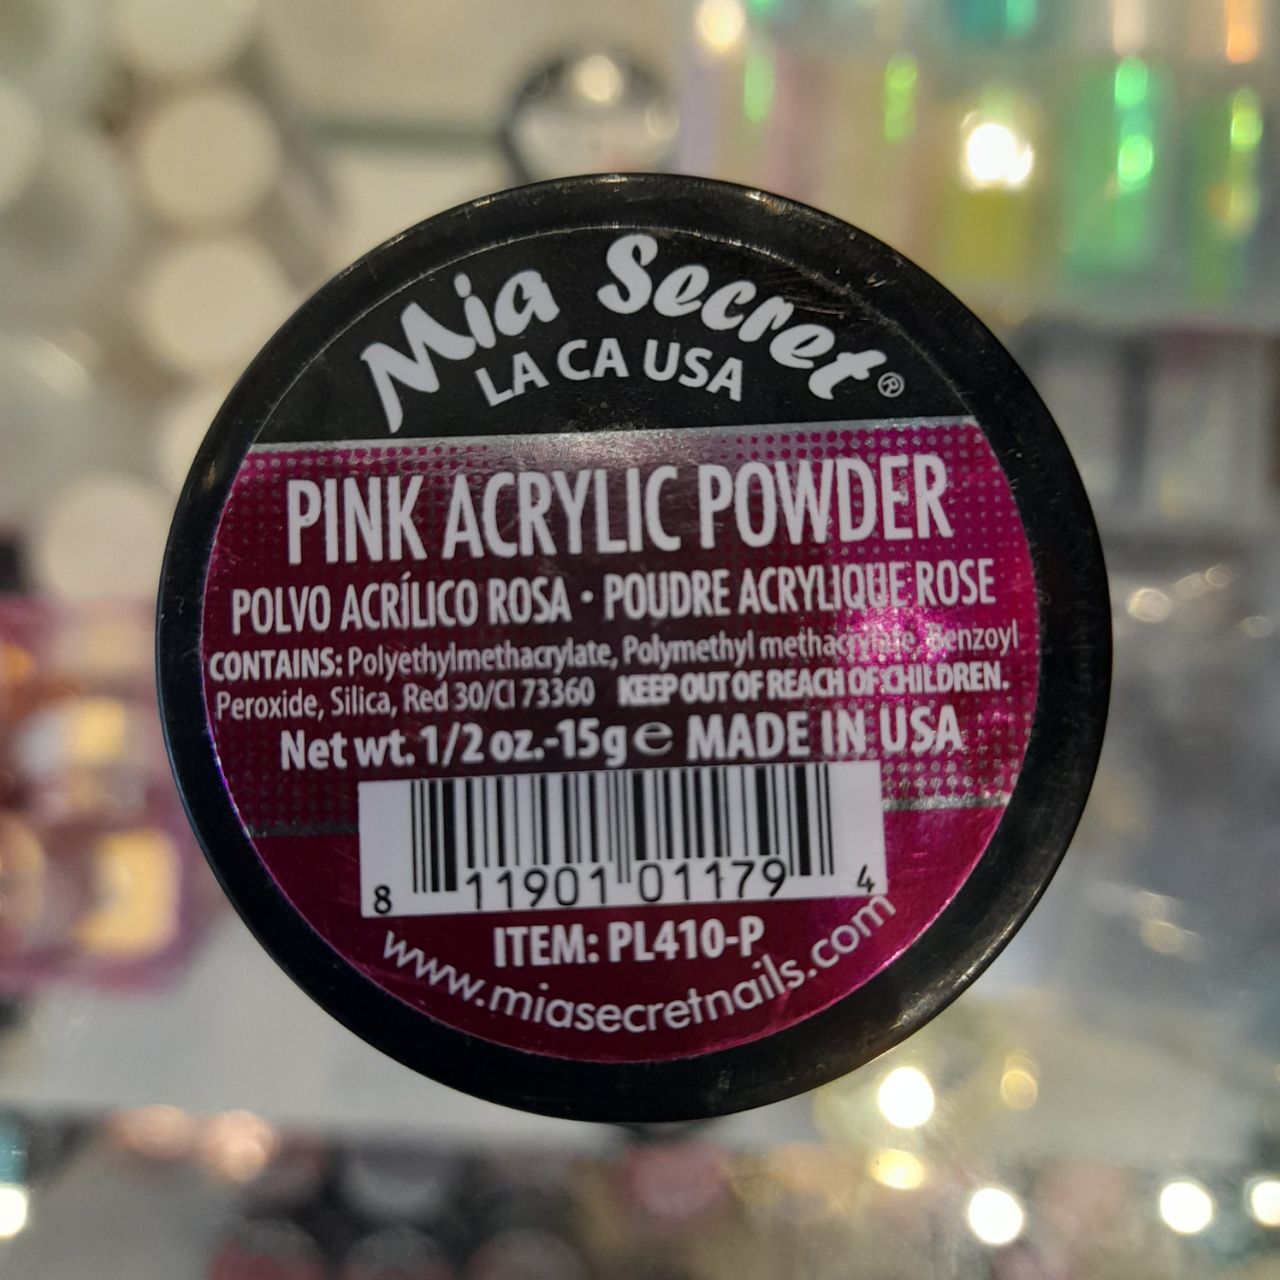 Mia Secret®
LA CA USA
PINK ACRYLIC POWDER
POLVO ACRÍLICO ROSA • POUDRE ACRYLIQUE ROSE
CONTAINS: Polyethylmethacrylate, Polymethyl methacrylate, Benzoyl
Peroxide, Silica, Red 30/CI 73360 KEEP OUT OF REACH OF CHILDREN.
Net wt. 1/2 oz.-15g ℮ MADE IN USA
8 11901 01179 4
ITEM: PL410-P
www.miasecretnails.com